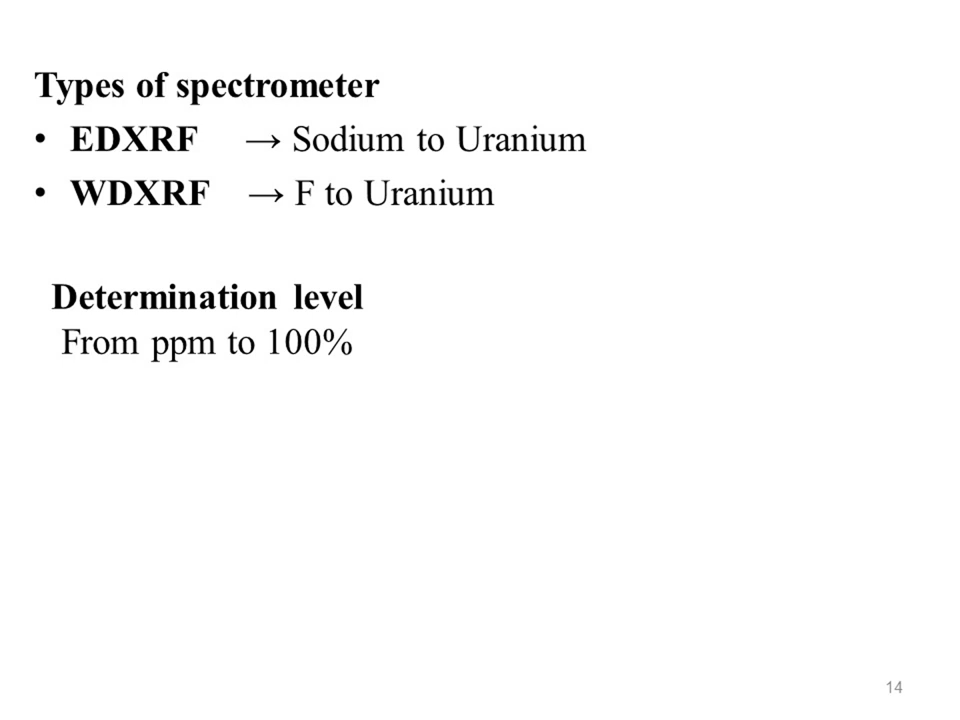 Types of spectrometer
• EDXRF → Sodium to Uranium
• WDXRF → F to Uranium
Determination level
From ppm to 100%
14